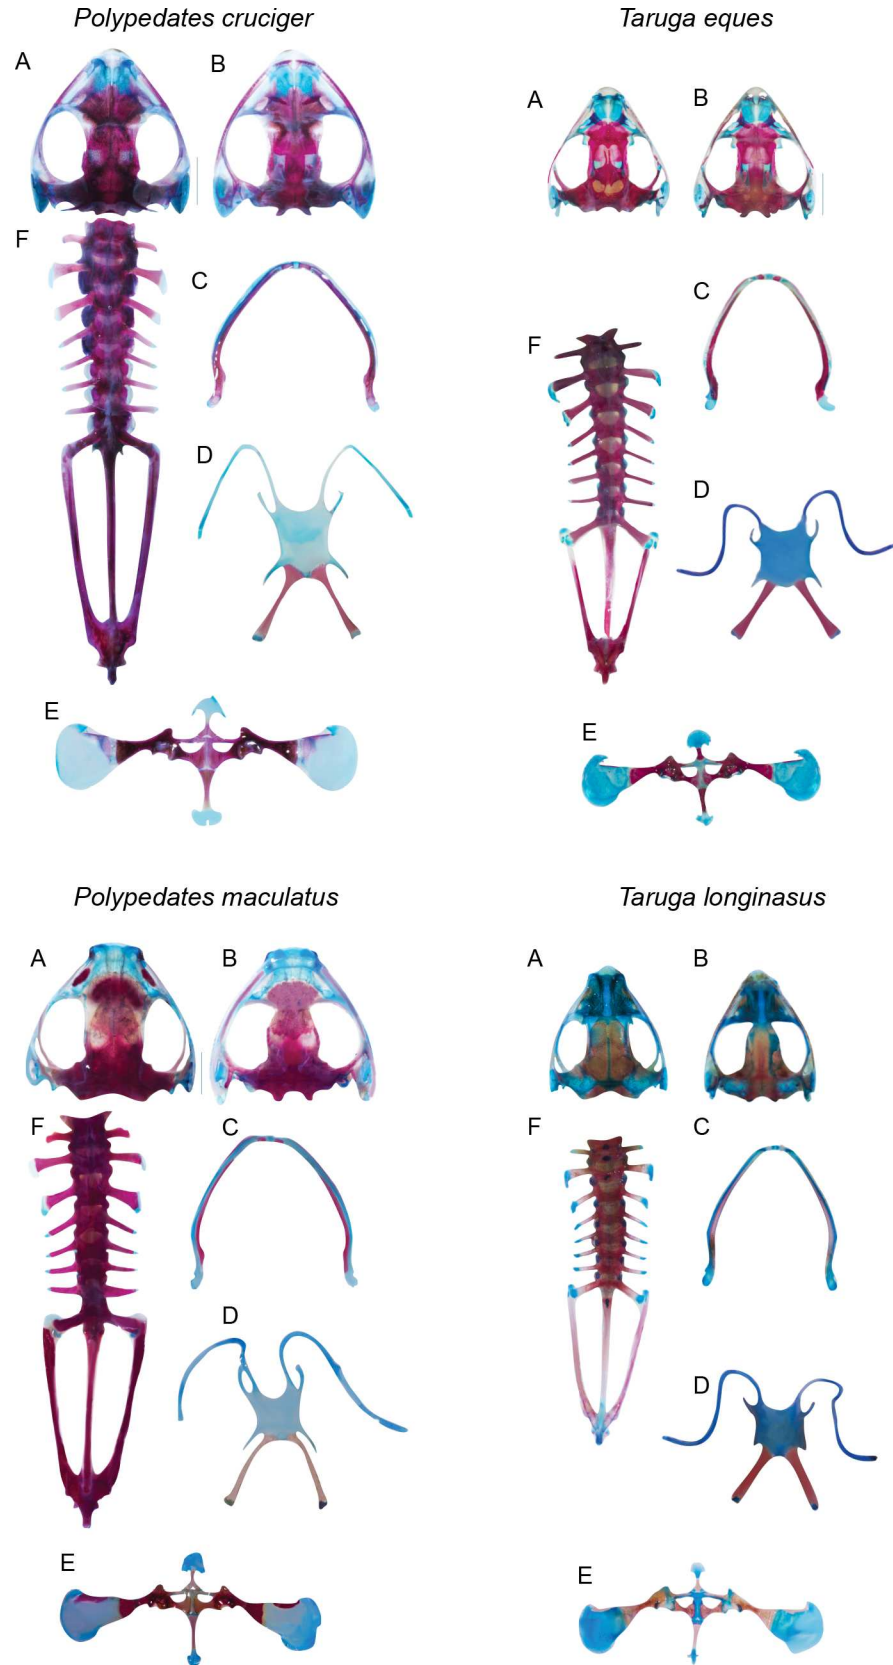 Polypedates cruciger
Taruga eques
A
B
A
B
F
C
C
F
D
D
E
E
Polypedates maculatus
Taruga longinasus
A
B
A
B
F
C
F
C
D
D
E
E